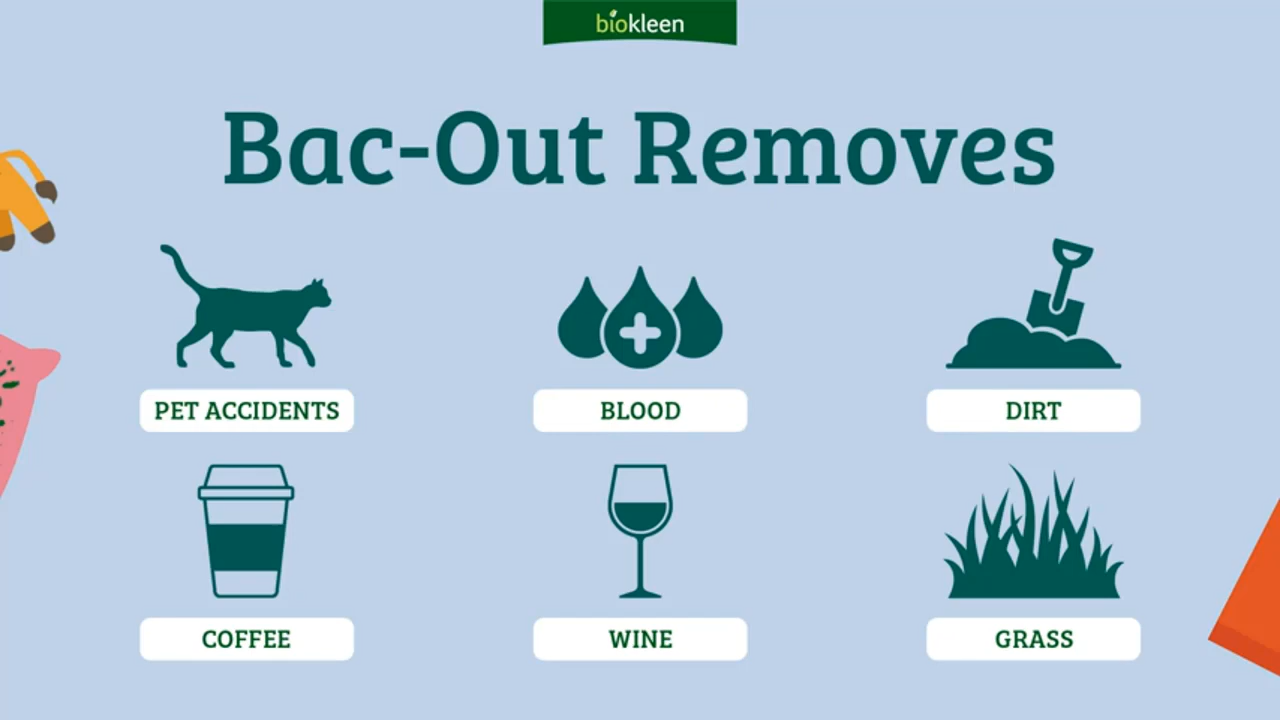 biokleen
Bac-Out Removes
PET ACCIDENTS
BLOOD
DIRT
COFFEE
WINE
GRASS